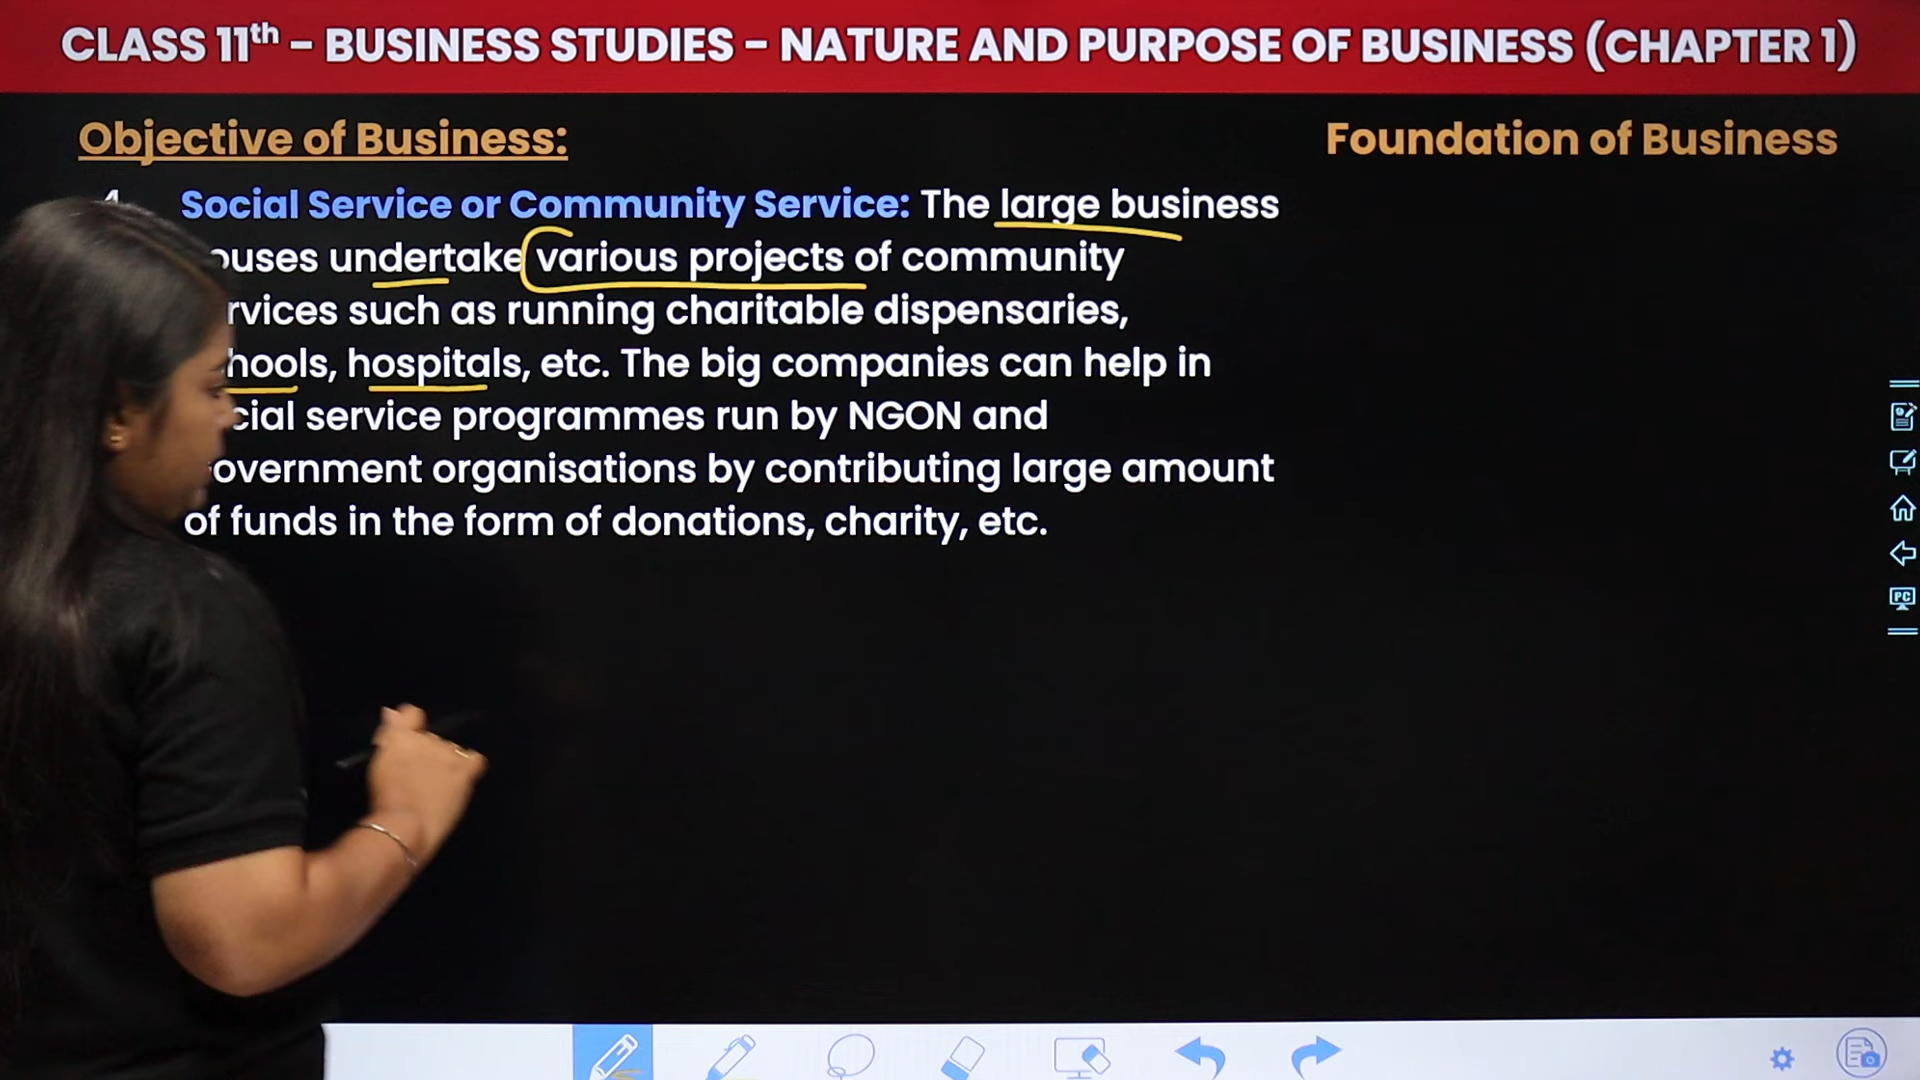 CLASS 11th – BUSINESS STUDIES – NATURE AND PURPOSE OF BUSINESS (CHAPTER 1)
Objective of Business:
Foundation of Business
Social Service or Community Service: The large business
ouses undertake various projects of community
rvices such as running charitable dispensaries,
hools, hospitals, etc. The big companies can help in
cial service programmes run by NGON and
overnment organisations by contributing large amount
of funds in the form of donations, charity, etc.
PC